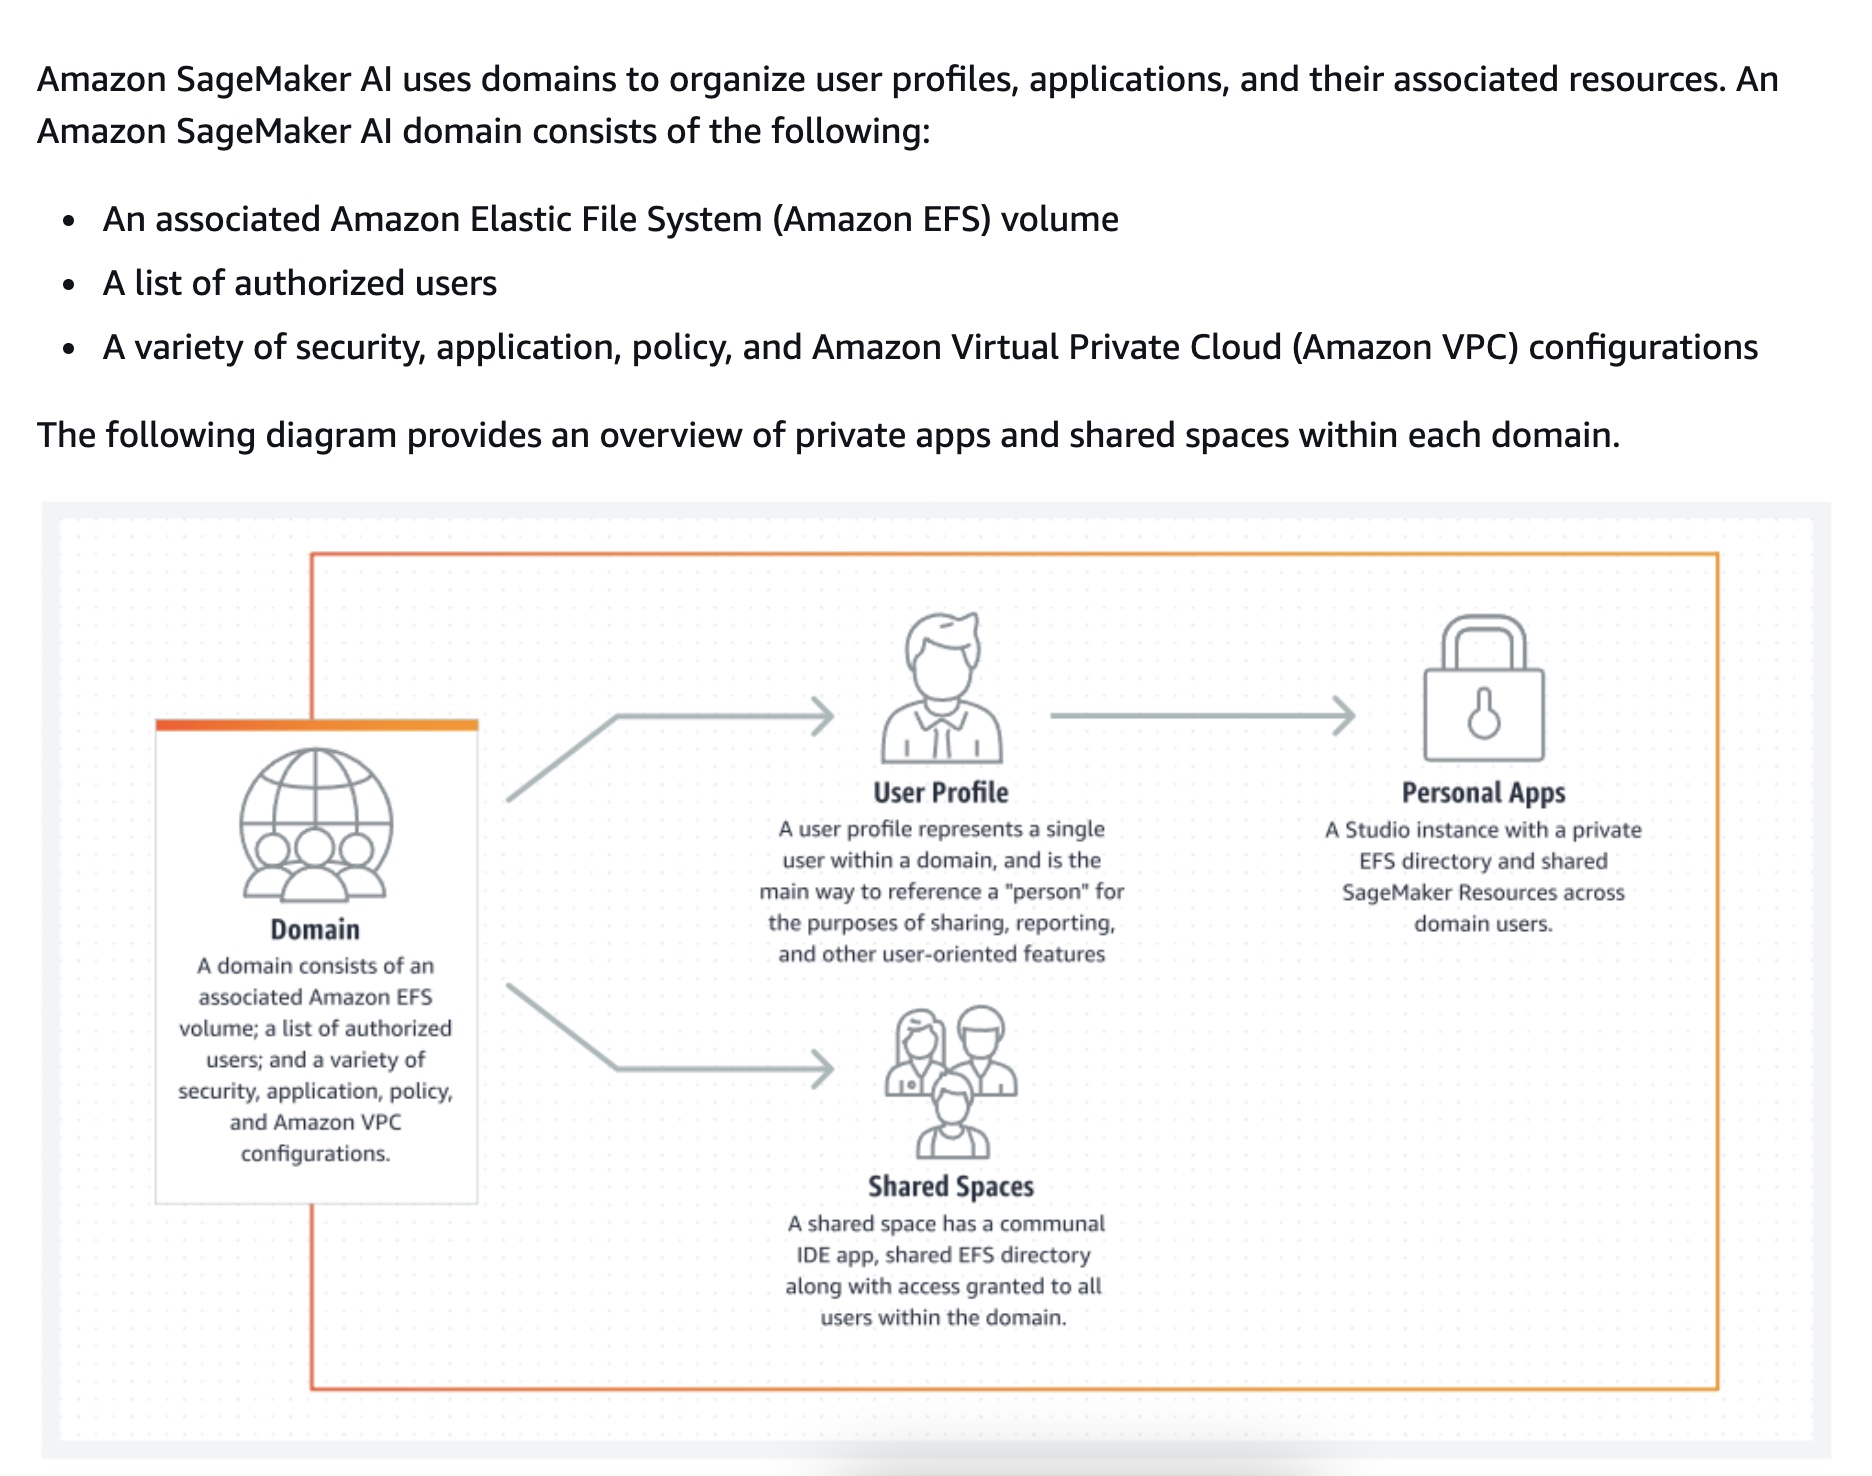 Amazon SageMaker AI uses domains to organize user profiles, applications, and their associated resources. An
Amazon SageMaker AI domain consists of the following:
• An associated Amazon Elastic File System (Amazon EFS) volume
• A list of authorized users
• A variety of security, application, policy, and Amazon Virtual Private Cloud (Amazon VPC) configurations
The following diagram provides an overview of private apps and shared spaces within each domain.
Domain
A domain consists of an
associated Amazon EFS
volume; a list of authorized
users; and a variety of
security, application, policy,
and Amazon VPC
configurations.
User Profile
A user profile represents a single
user within a domain, and is the
main way to reference a "person" for
the purposes of sharing, reporting,
and other user-oriented features
Personal Apps
A Studio instance with a private
EFS directory and shared
SageMaker Resources across
domain users.
Shared Spaces
A shared space has a communal
IDE app, shared EFS directory
along with access granted to all
users within the domain.